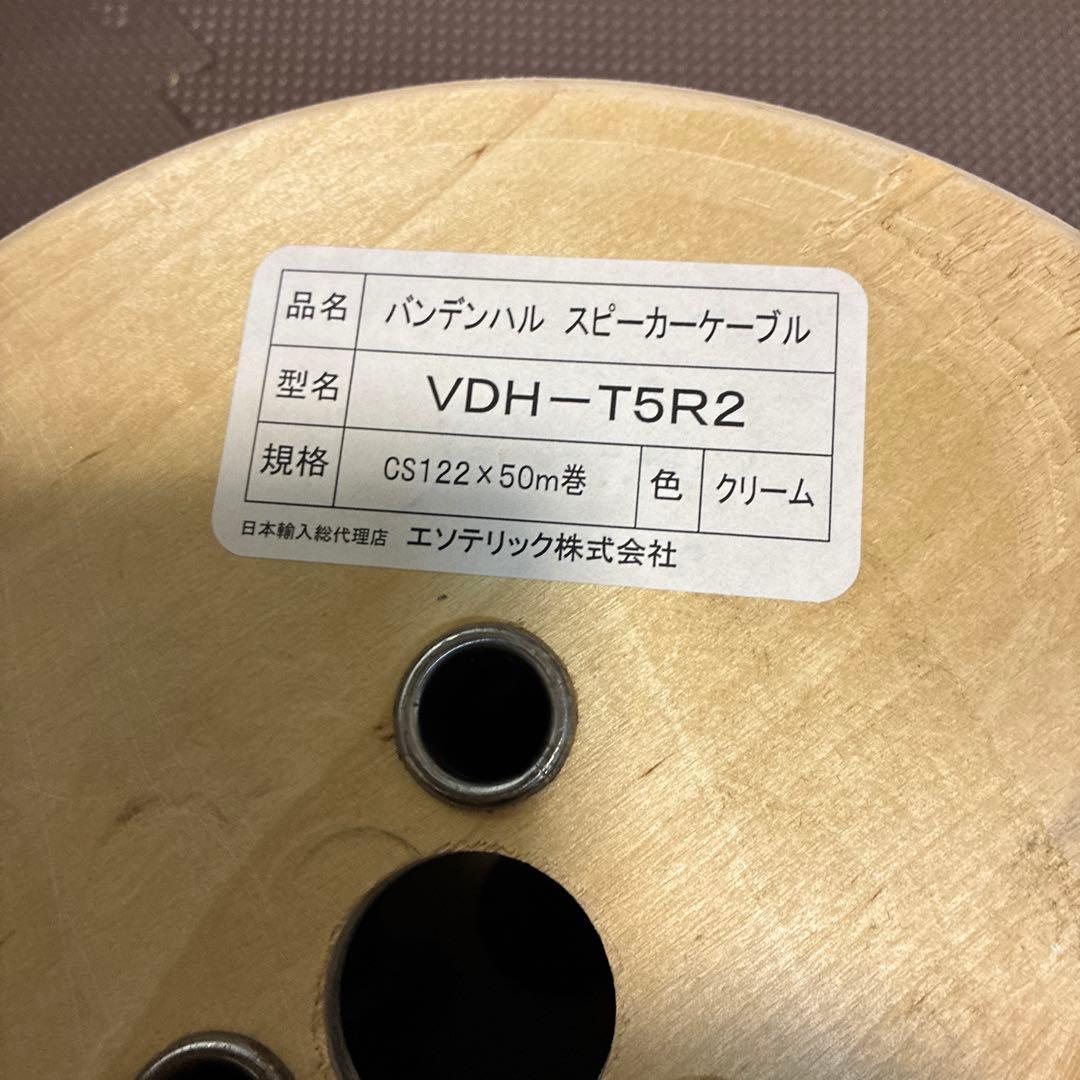 品名 バンデンハル スピーカーケーブル
型名 VDH－T5R2
規格 CS122×50m巻 色 クリーム
日本輸入総代理店 エソテリック株式会社